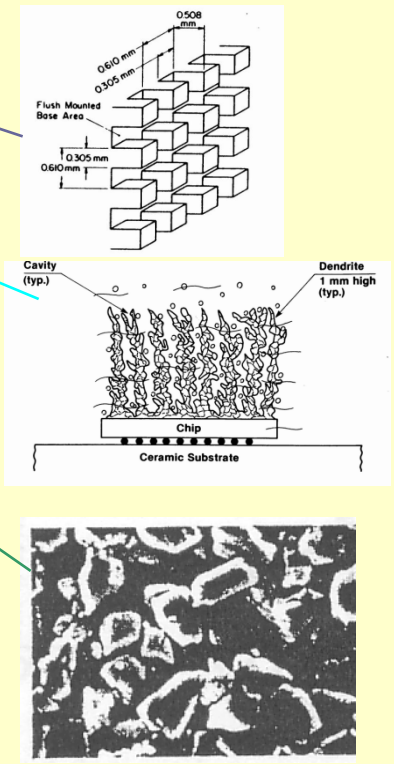 0.508
mm
0.610 mm
0.305 mm
Flush Mounted
Base Area
0.305 mm
0.610 mm
Cavity
(typ.)
Dendrite
1 mm high
(typ.)
Chip
Ceramic Substrate